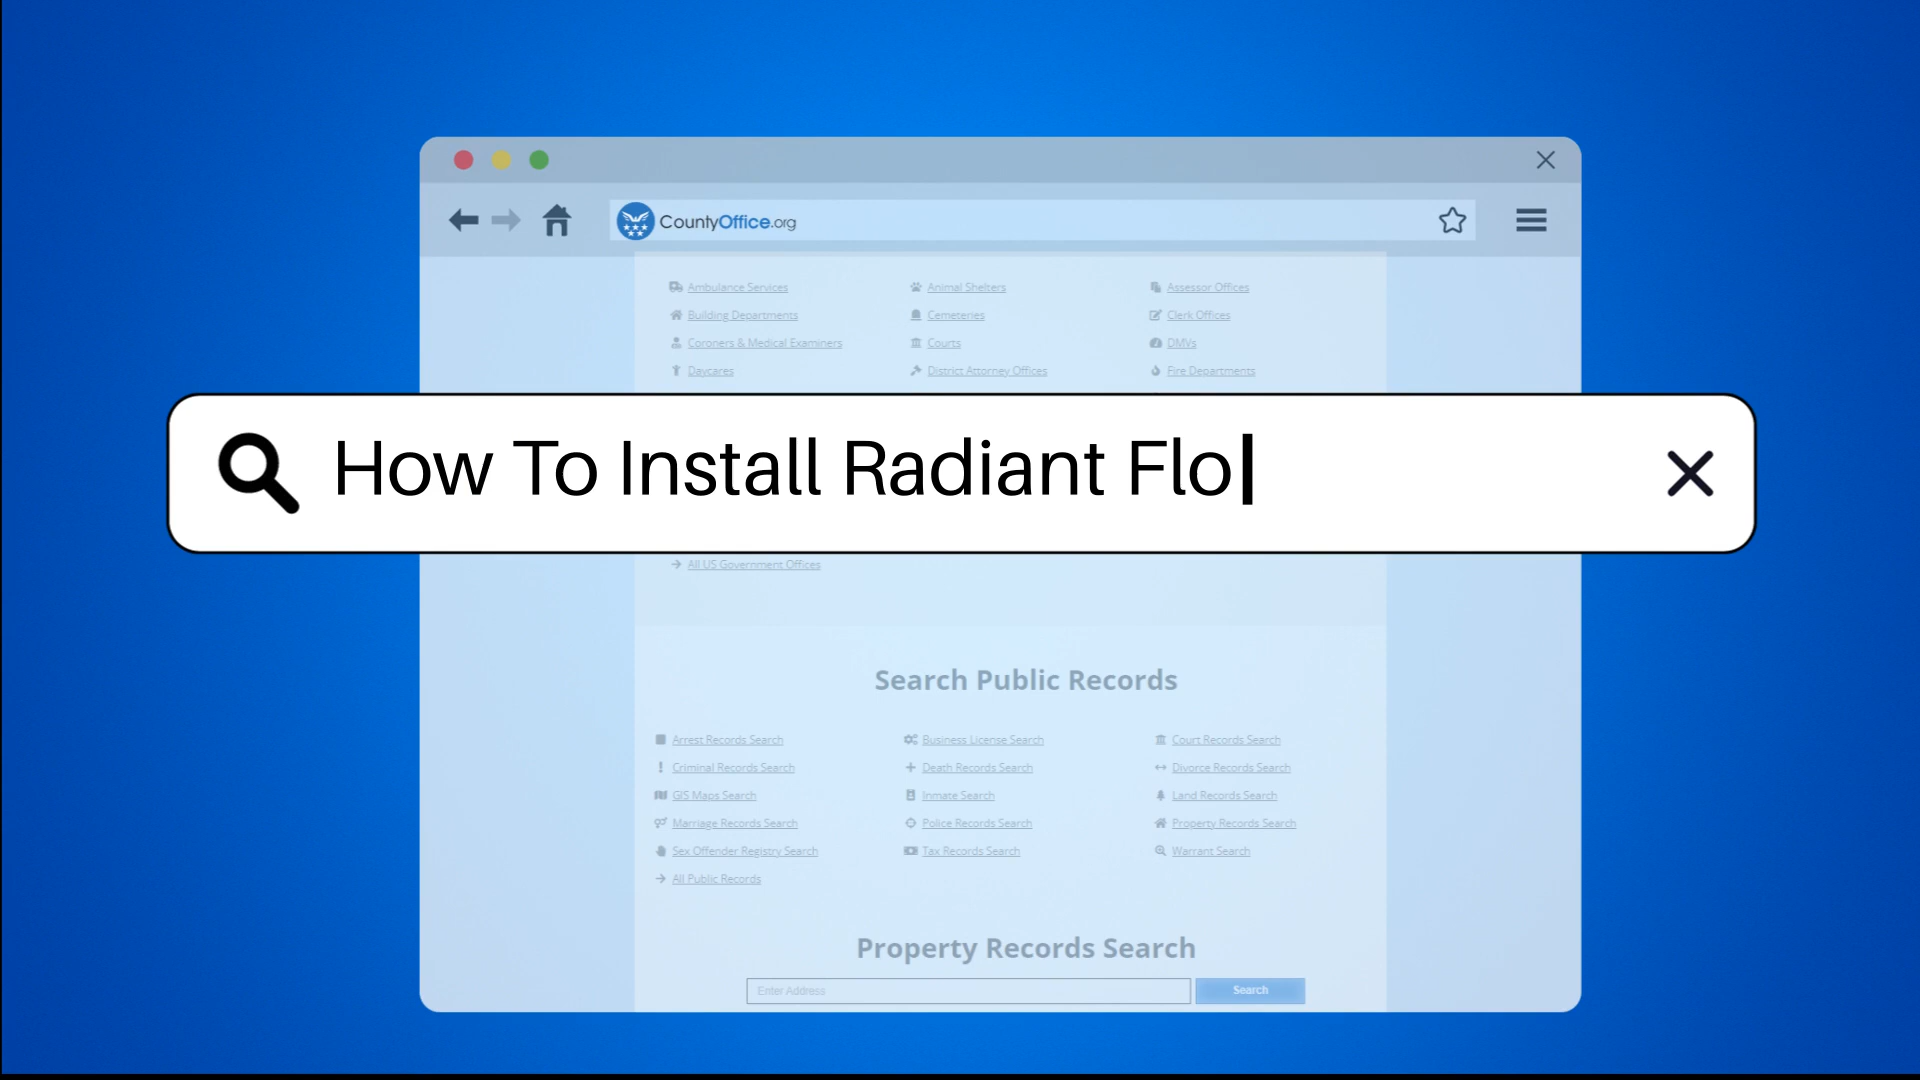 CountyOffice.org
Ambulance Services Animal Shelters Assessor Offices
Building Departments Cemeteries Clerk Offices
Coroners & Medical Examiners Courts DMVs
Daycares District Attorney Offices Fire Departments
How To Install Radiant Flo
All US Government Offices
Search Public Records
Arrest Records Search Business License Search Court Records Search
Criminal Records Search Death Records Search Divorce Records Search
GIS Maps Search Inmate Search Land Records Search
Marriage Records Search Police Records Search Property Records Search
Sex Offender Registry Search Tax Records Search Warrant Search
All Public Records
Property Records Search
Enter Address Search